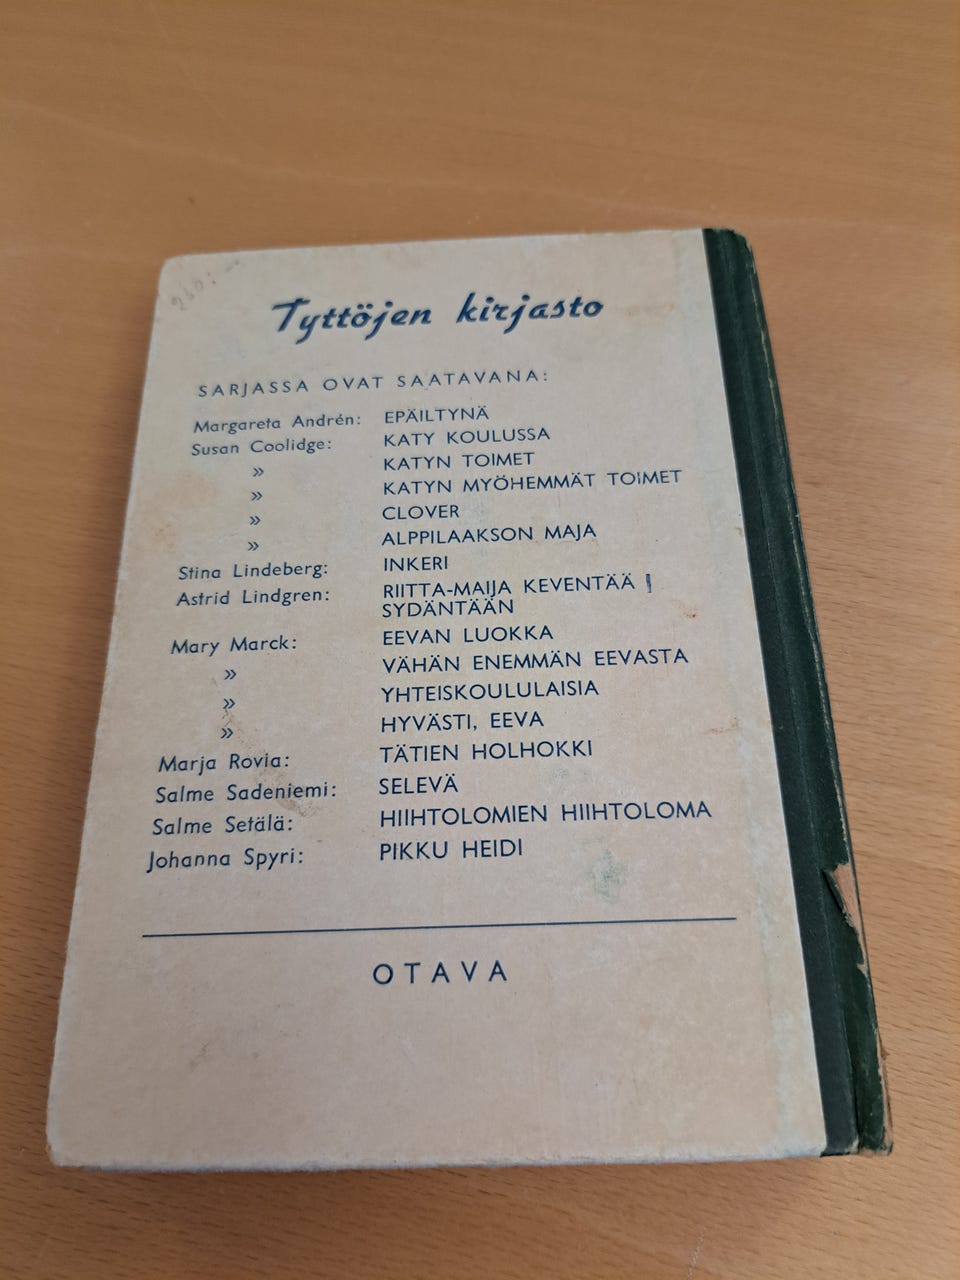 Tyttöjen kirjasto
SARJASSA OVAT SAATAVANA:
Margareta Andrén: EPÄILTYNÄ
Susan Coolidge: KATY KOULUSSA
» KATYN TOIMET
» KATYN MYÖHEMMÄT TOIMET
» CLOVER
» ALPPILAAKSON MAJA
Stina Lindeberg: INKERI
Astrid Lindgren: RIITTA-MAIJA KEVENTÄÄ
SYDÄNTÄÄN
Mary Marck: EEVAN LUOKKA
» VÄHÄN ENEMMÄN EEVASTA
» YHTEISKOULULAISIA
» HYVÄSTI, EEVA
Marja Rovia: TÄTIEN HOLHOKKI
Salme Sadeniemi: SELEVÄ
Salme Setälä: HIIHTOLOMIEN HIIHTOLOMA
Johanna Spyri: PIKKU HEIDI
OTAVA